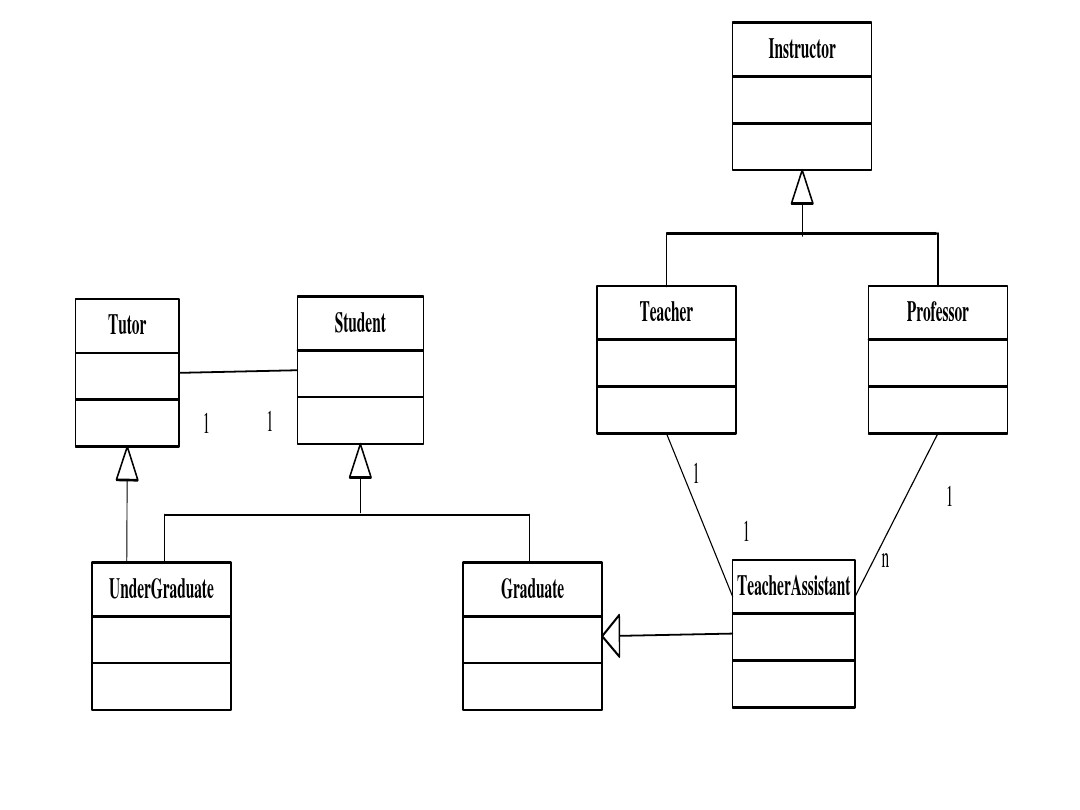 Instructor
Tutor
Student
Teacher
Professor
1
1
1
1
1
n
UnderGraduate
Graduate
TeacherAssistant